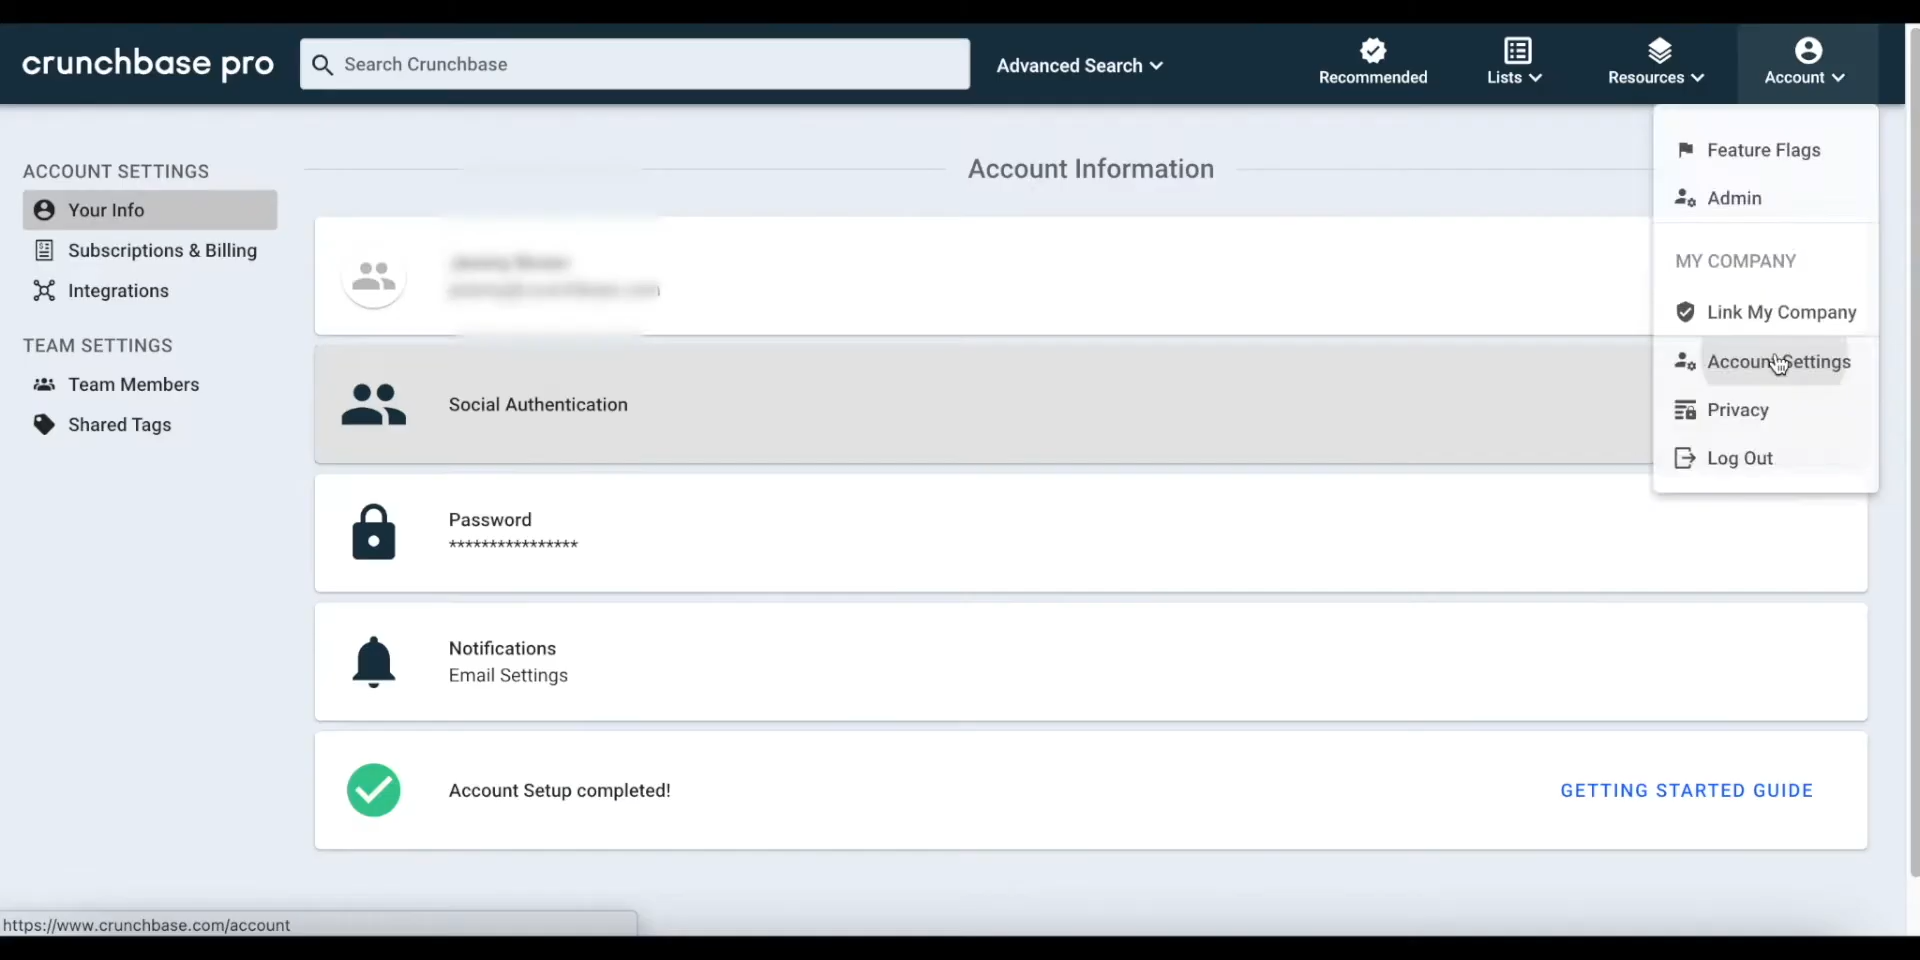 crunchbase pro
Search Crunchbase
Advanced Search
Recommended
Lists
Resources
Account
ACCOUNT SETTINGS
Your Info
Subscriptions & Billing
Integrations
TEAM SETTINGS
Team Members
Shared Tags
Account Information
Social Authentication
Password
****************
Notifications
Email Settings
Account Setup completed!
GETTING STARTED GUIDE
Feature Flags
Admin
MY COMPANY
Link My Company
Account Settings
Privacy
Log Out
https://www.crunchbase.com/account